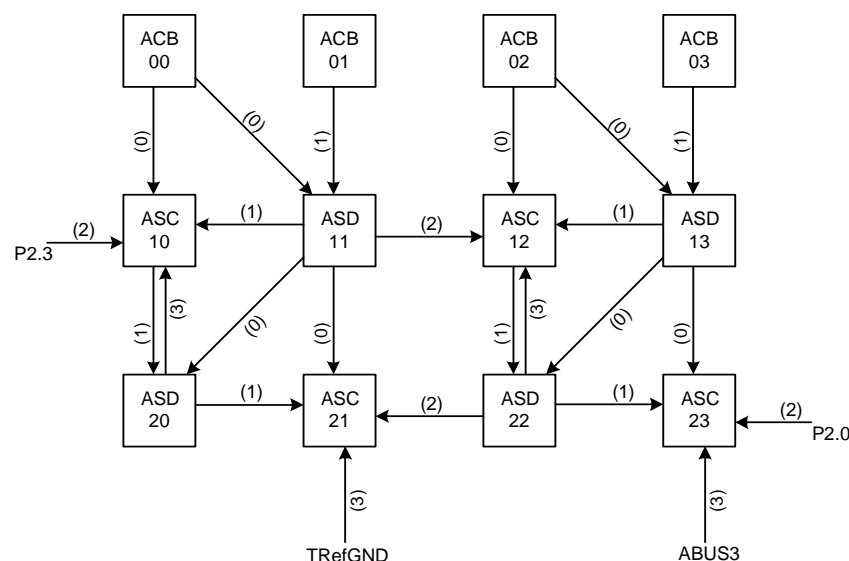 ACB
00
ACB
01
ACB
02
ACB
03
(0)
(0)
(1)
(0)
(0)
(1)
P2.3
(2)
ASC
10
(1)
ASD
11
(2)
ASC
12
(1)
ASD
13
(1)
(3)
(0)
(0)
(1)
(3)
(0)
(0)
ASD
20
(1)
ASC
21
(2)
ASD
22
(1)
ASC
23
(2)
P2.0
(3)
(3)
TRefGND
ABUS3